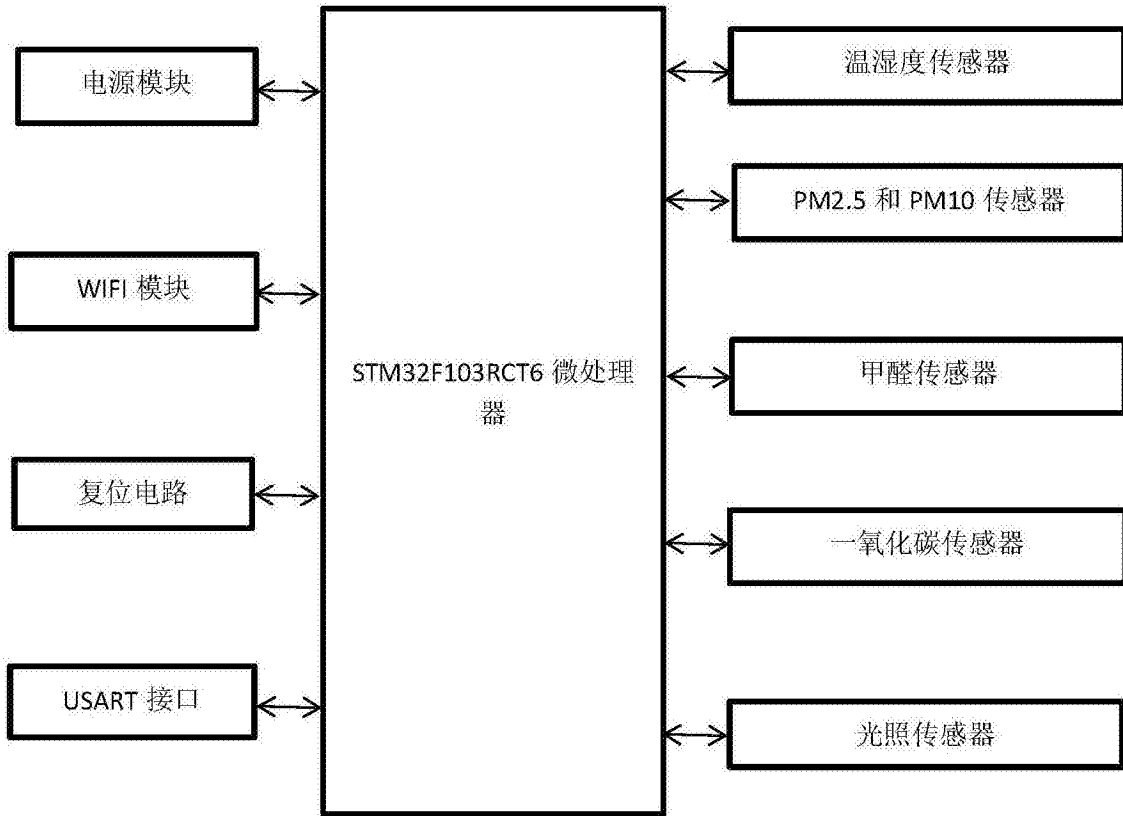 电源模块
WIFI 模块
复位电路
USART 接口
STM32F103RCT6 微处理
器
温湿度传感器
PM2.5 和 PM10 传感器
甲醛传感器
一氧化碳传感器
光照传感器